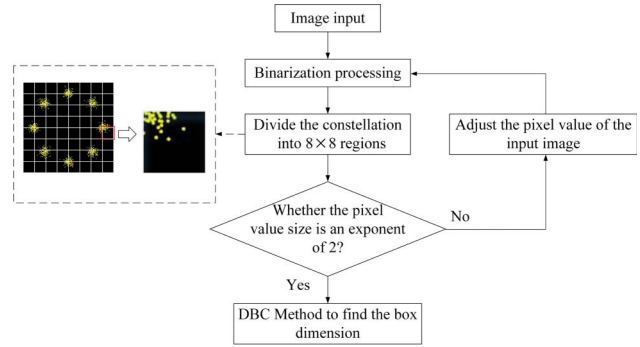 Image input
Binarization processing
Divide the constellation
into 8×8 regions
Adjust the pixel value of the
input image
Whether the pixel
value size is an exponent
of 2?
No
Yes
DBC Method to find the box
dimension